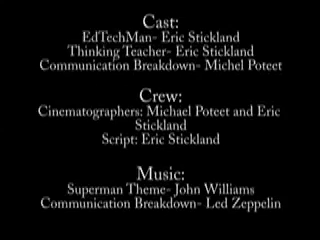 Cast:
EdTechMan- Eric Stickland
Thinking Teacher- Eric Stickland
Communication Breakdown- Michel Poteet
Crew:
Cinematographers: Michael Poteet and Eric
Stickland
Script: Eric Stickland
Music:
Superman Theme- John Williams
Communication Breakdown- Led Zeppelin